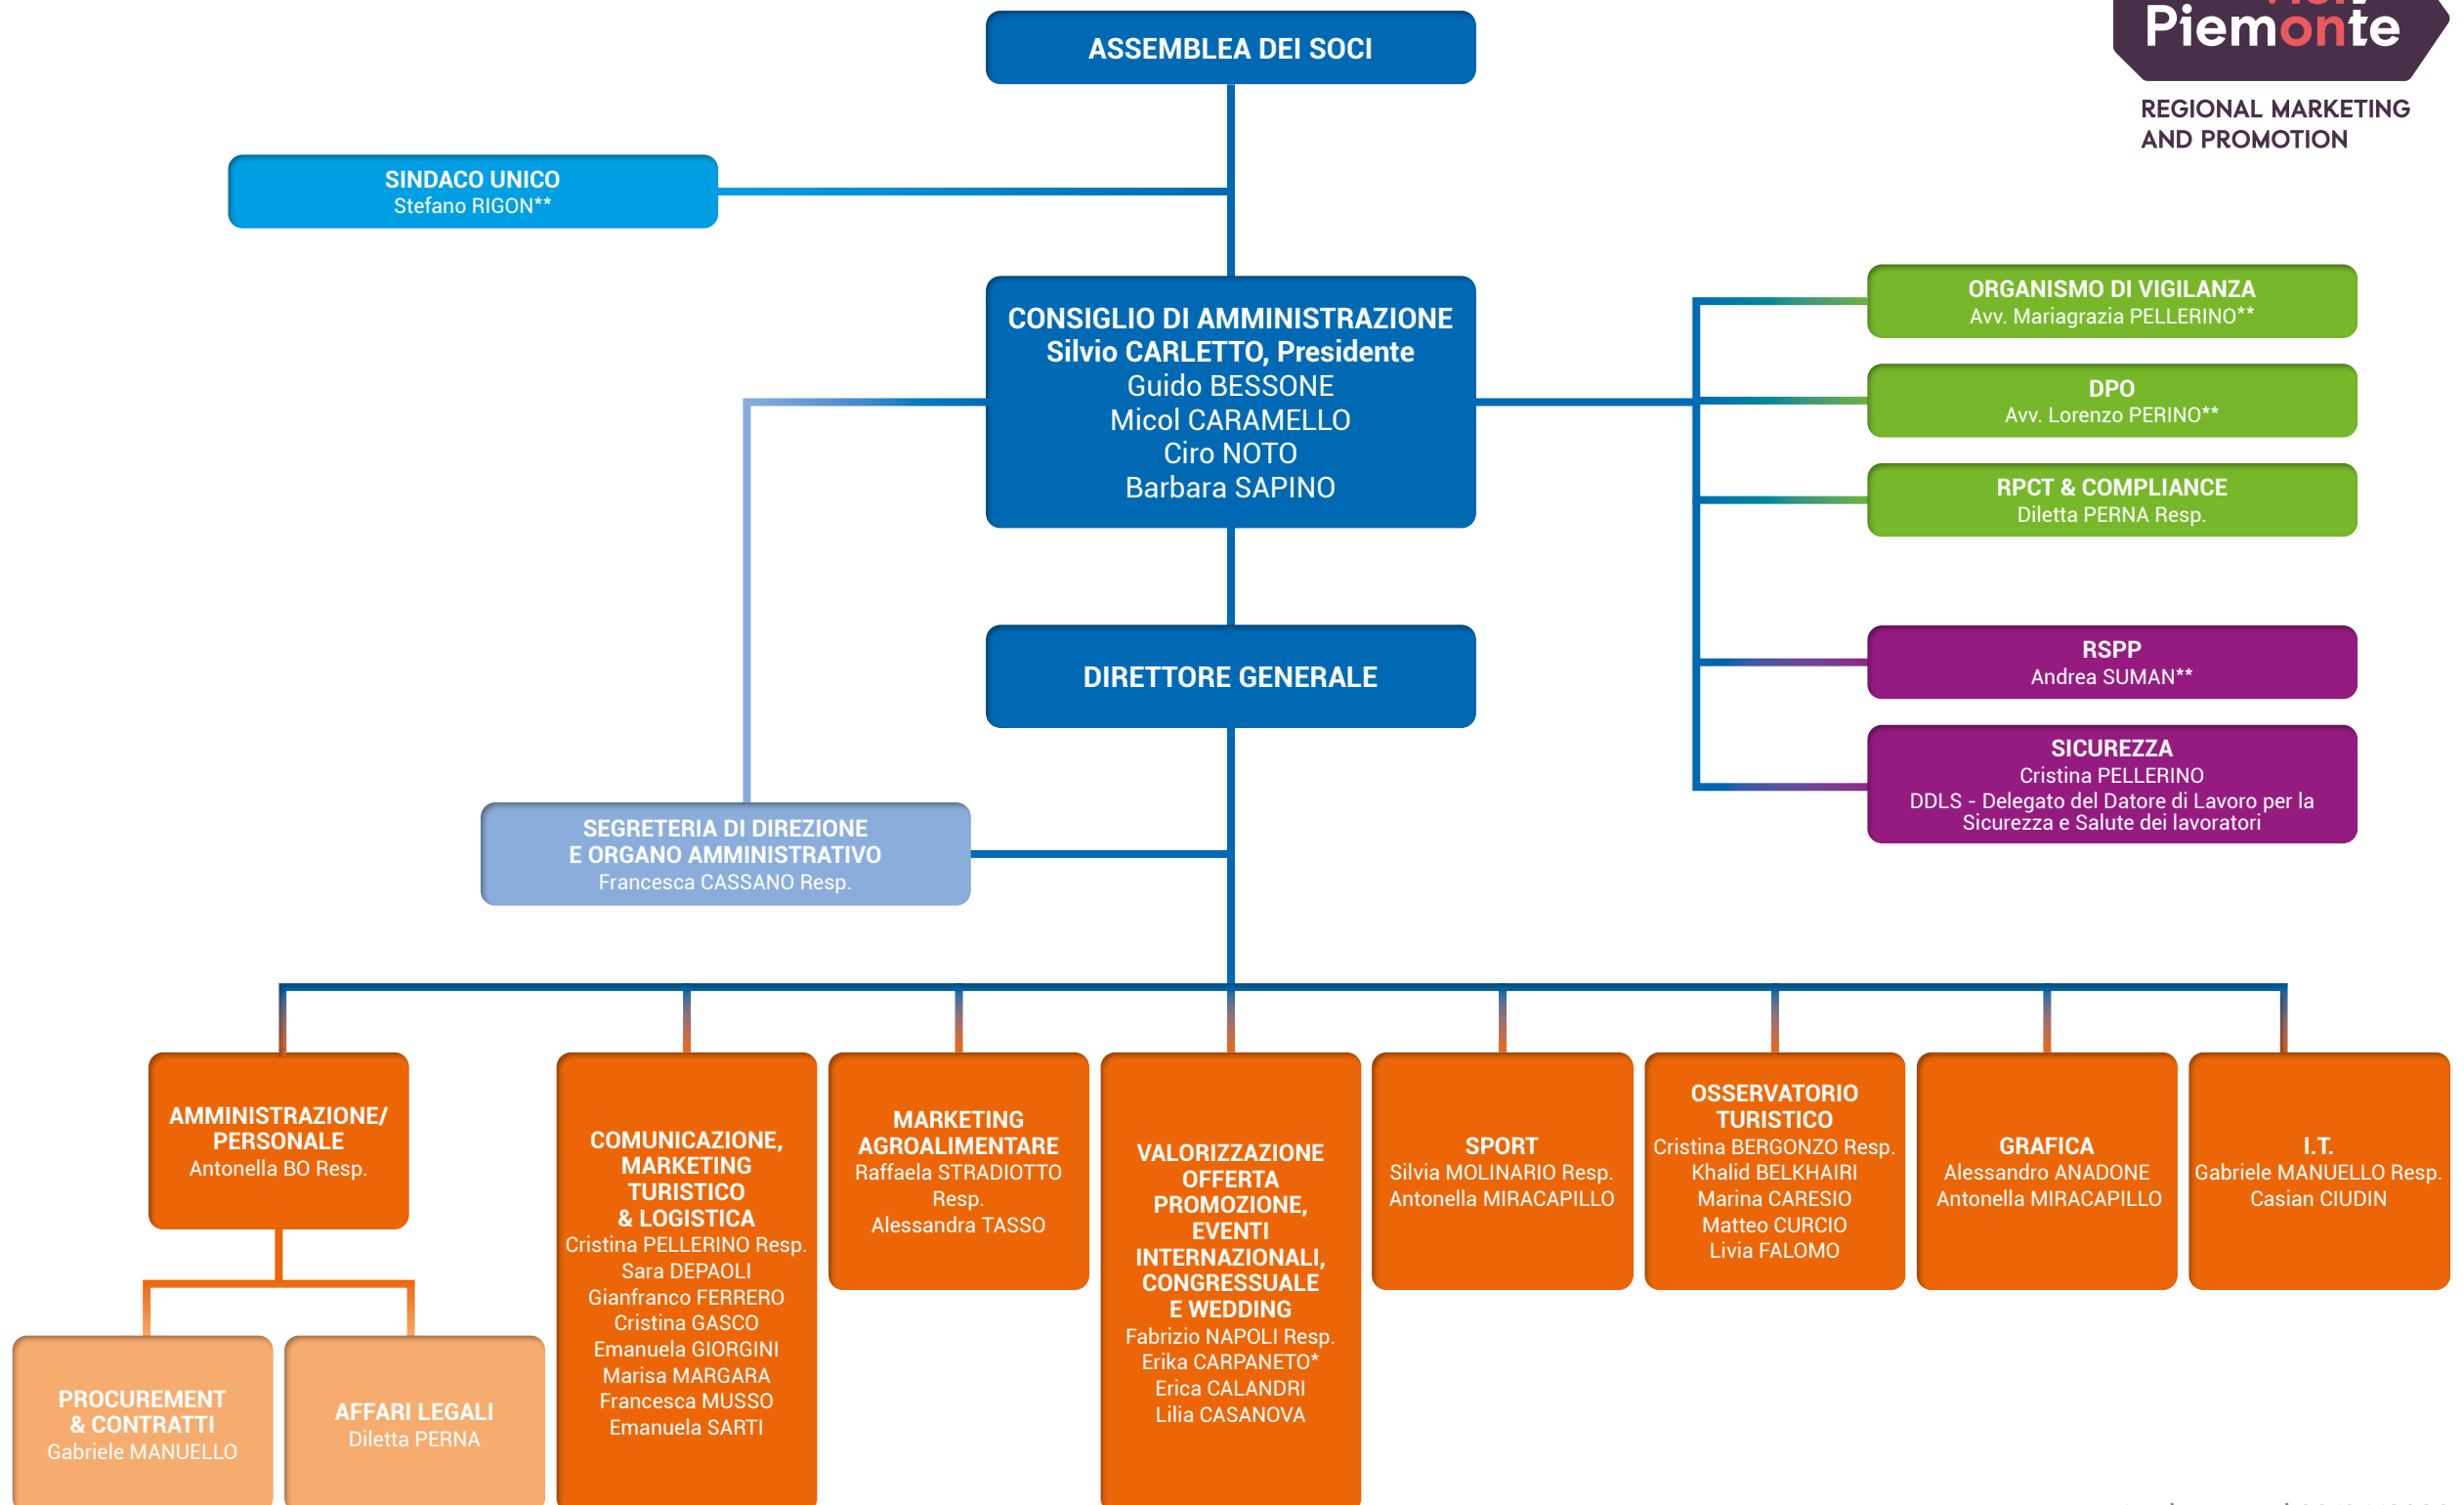 ASSEMBLEA DEI SOCI
Piemonte
REGIONAL MARKETING
AND PROMOTION
SINDACO UNICO
Stefano RIGON**
CONSIGLIO DI AMMINISTRAZIONE
Silvio CARLETTO, Presidente
Guido BESSONE
Micol CARAMELLO
Ciro NOTO
Barbara SAPINO
ORGANISMO DI VIGILANZA
Avv. Mariagrazia PELLERINO**
DPO
Avv. Lorenzo PERINO**
RPCT & COMPLIANCE
Diletta PERNA Resp.
DIRETTORE GENERALE
RSPP
Andrea SUMAN**
SICUREZZA
Cristina PELLERINO
DDLS - Delegato del Datore di Lavoro per la
Sicurezza e Salute dei lavoratori
SEGRETERIA DI DIREZIONE
E ORGANO AMMINISTRATIVO
Francesca CASSANO Resp.
AMMINISTRAZIONE/
PERSONALE
Antonella BO Resp.
PROCUREMENT
& CONTRATTI
Gabriele MANUELLO
AFFARI LEGALI
Diletta PERNA
COMUNICAZIONE,
MARKETING
TURISTICO
& LOGISTICA
Cristina PELLERINO Resp.
Sara DEPAOLI
Gianfranco FERRERO
Cristina GASCO
Emanuela GIORGINI
Marisa MARGARA
Francesca MUSSO
Emanuela SARTI
MARKETING
AGROALIMENTARE
Raffaela STRADIOTTO
Resp.
Alessandra TASSO
VALORIZZAZIONE
OFFERTA
PROMOZIONE,
EVENTI
INTERNAZIONALI,
CONGRESSUALE
E WEDDING
Fabrizio NAPOLI Resp.
Erika CARPANETO*
Erica CALANDRI
Lilia CASANOVA
SPORT
Silvia MOLINARIO Resp.
Antonella MIRACAPILLO
OSSERVATORIO
TURISTICO
Cristina BERGONZO Resp.
Khalid BELKHAIRI
Marina CARESIO
Matteo CURCIO
Livia FALOMO
GRAFICA
Alessandro ANADONE
Antonella MIRACAPILLO
I.T.
Gabriele MANUELLO Resp.
Casian CIUDIN